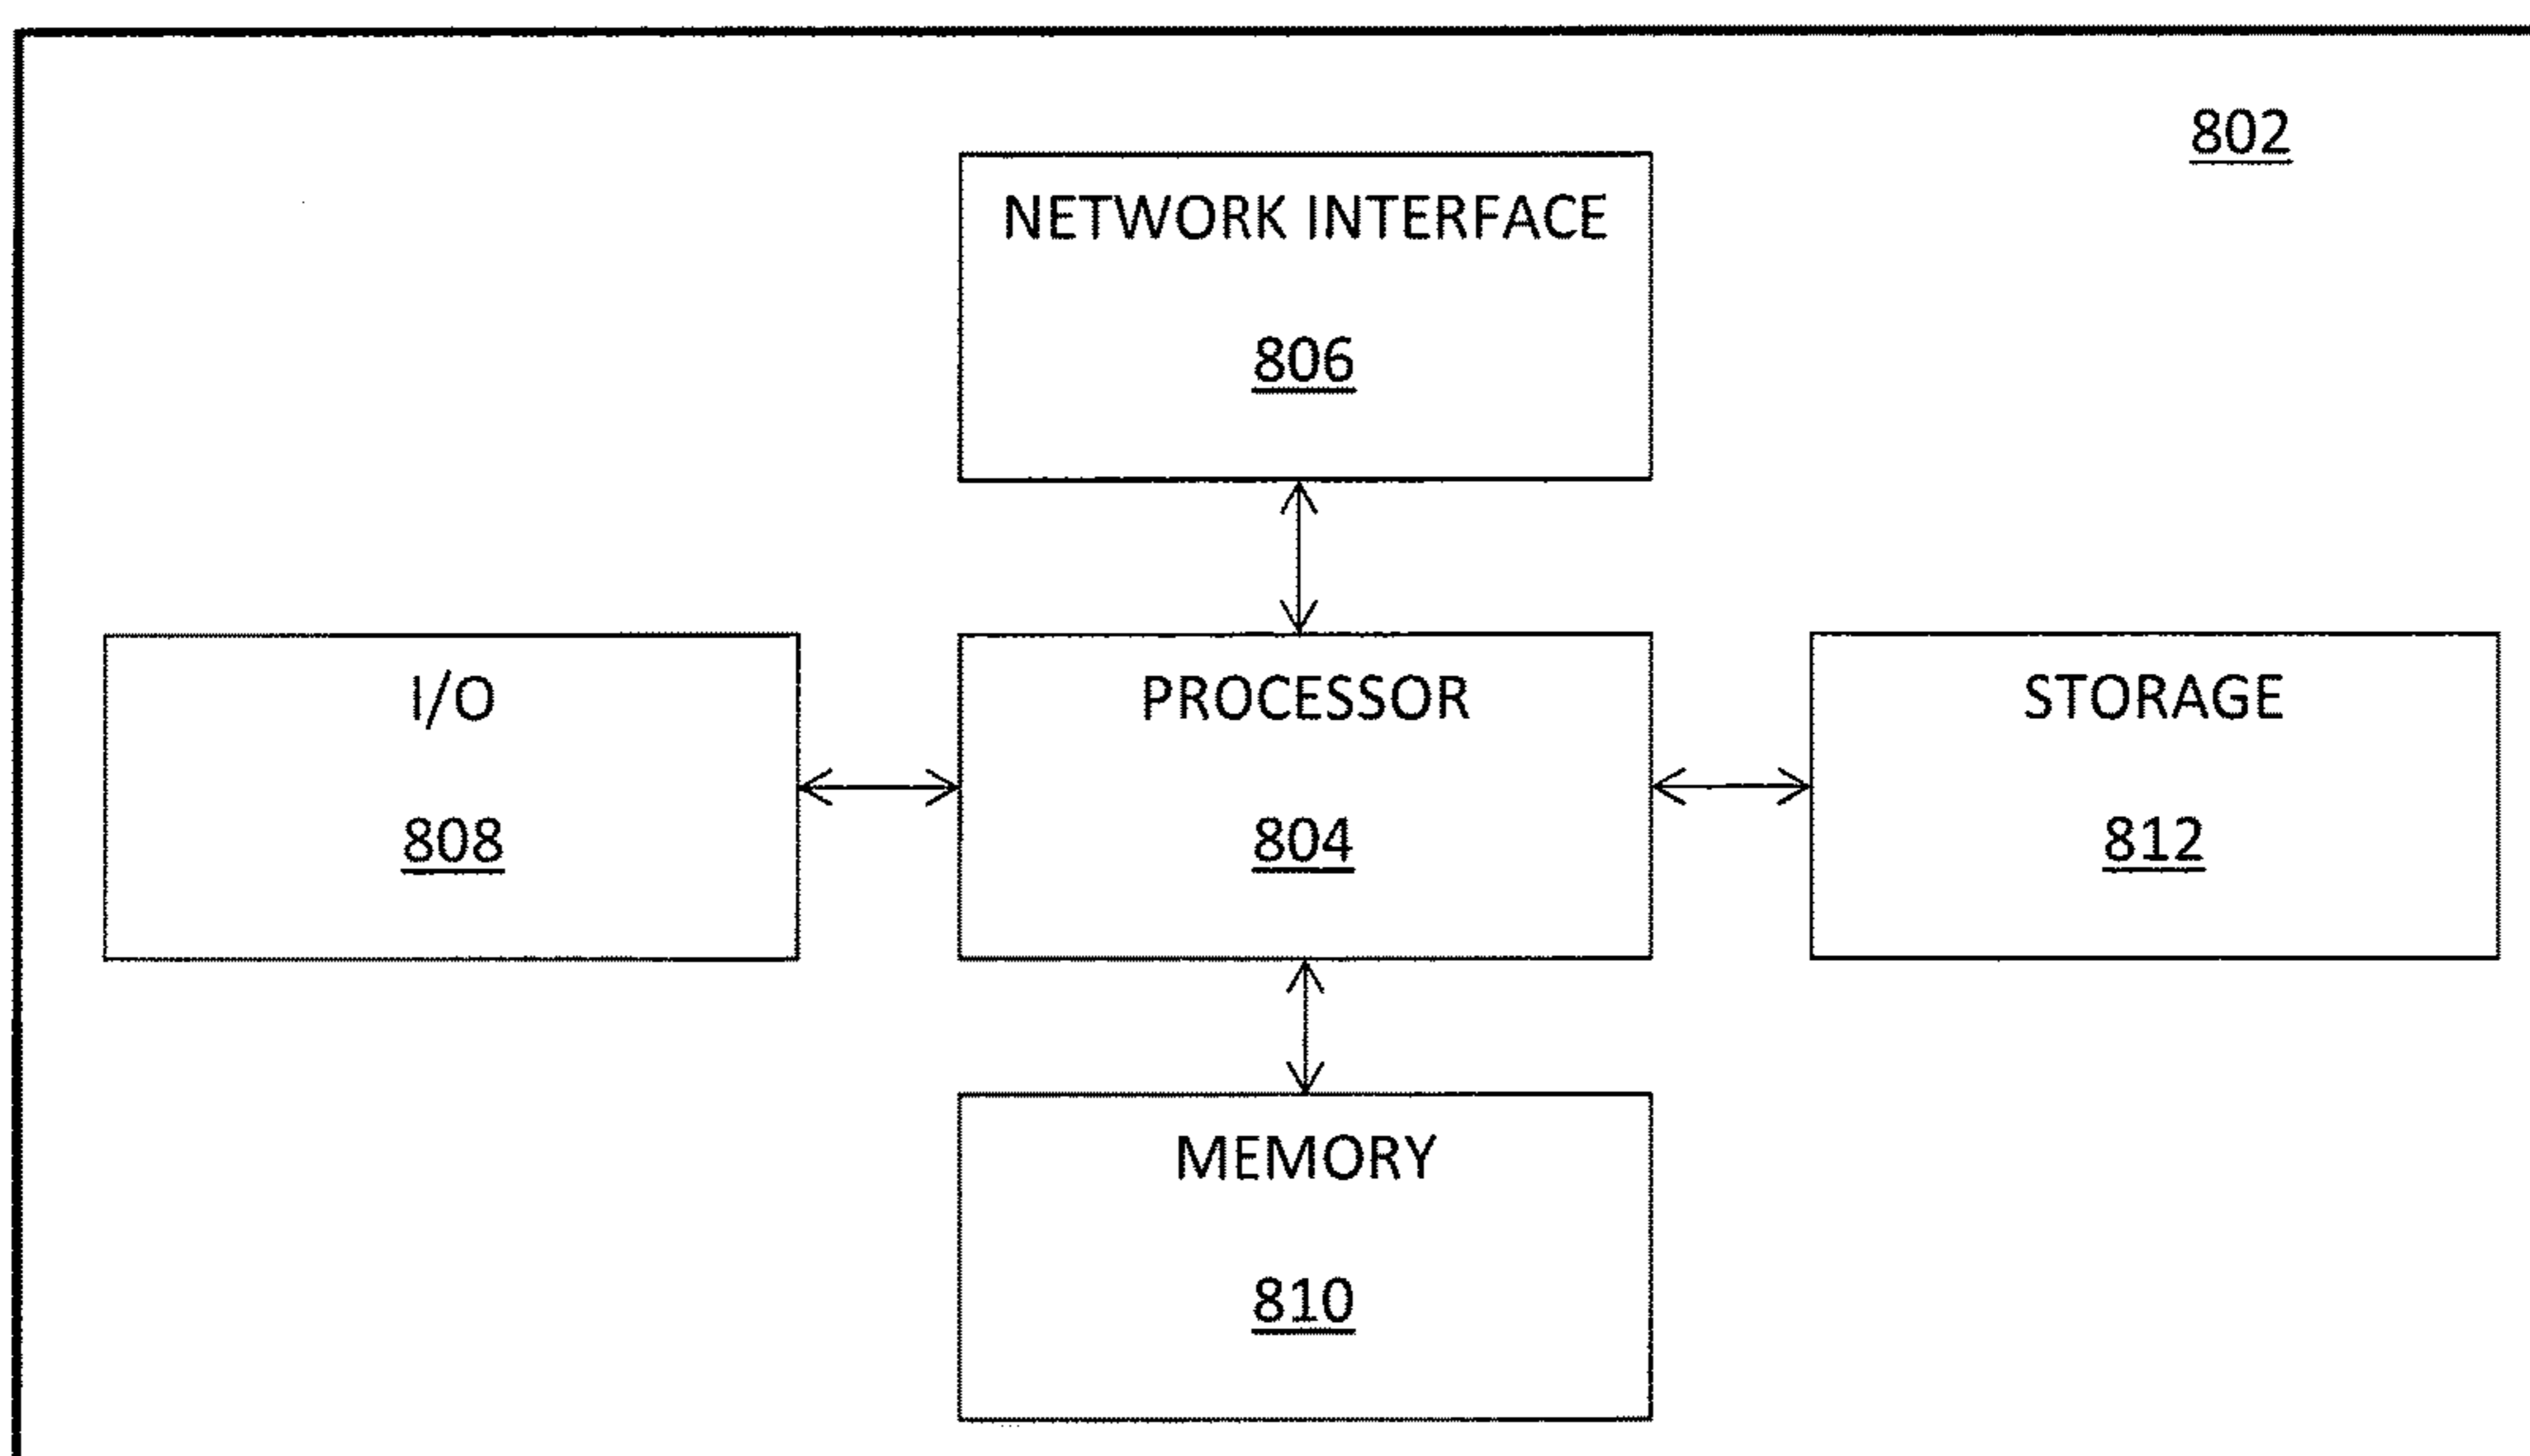 802
NETWORK INTERFACE
806
I/O
808
PROCESSOR
804
STORAGE
812
MEMORY
810